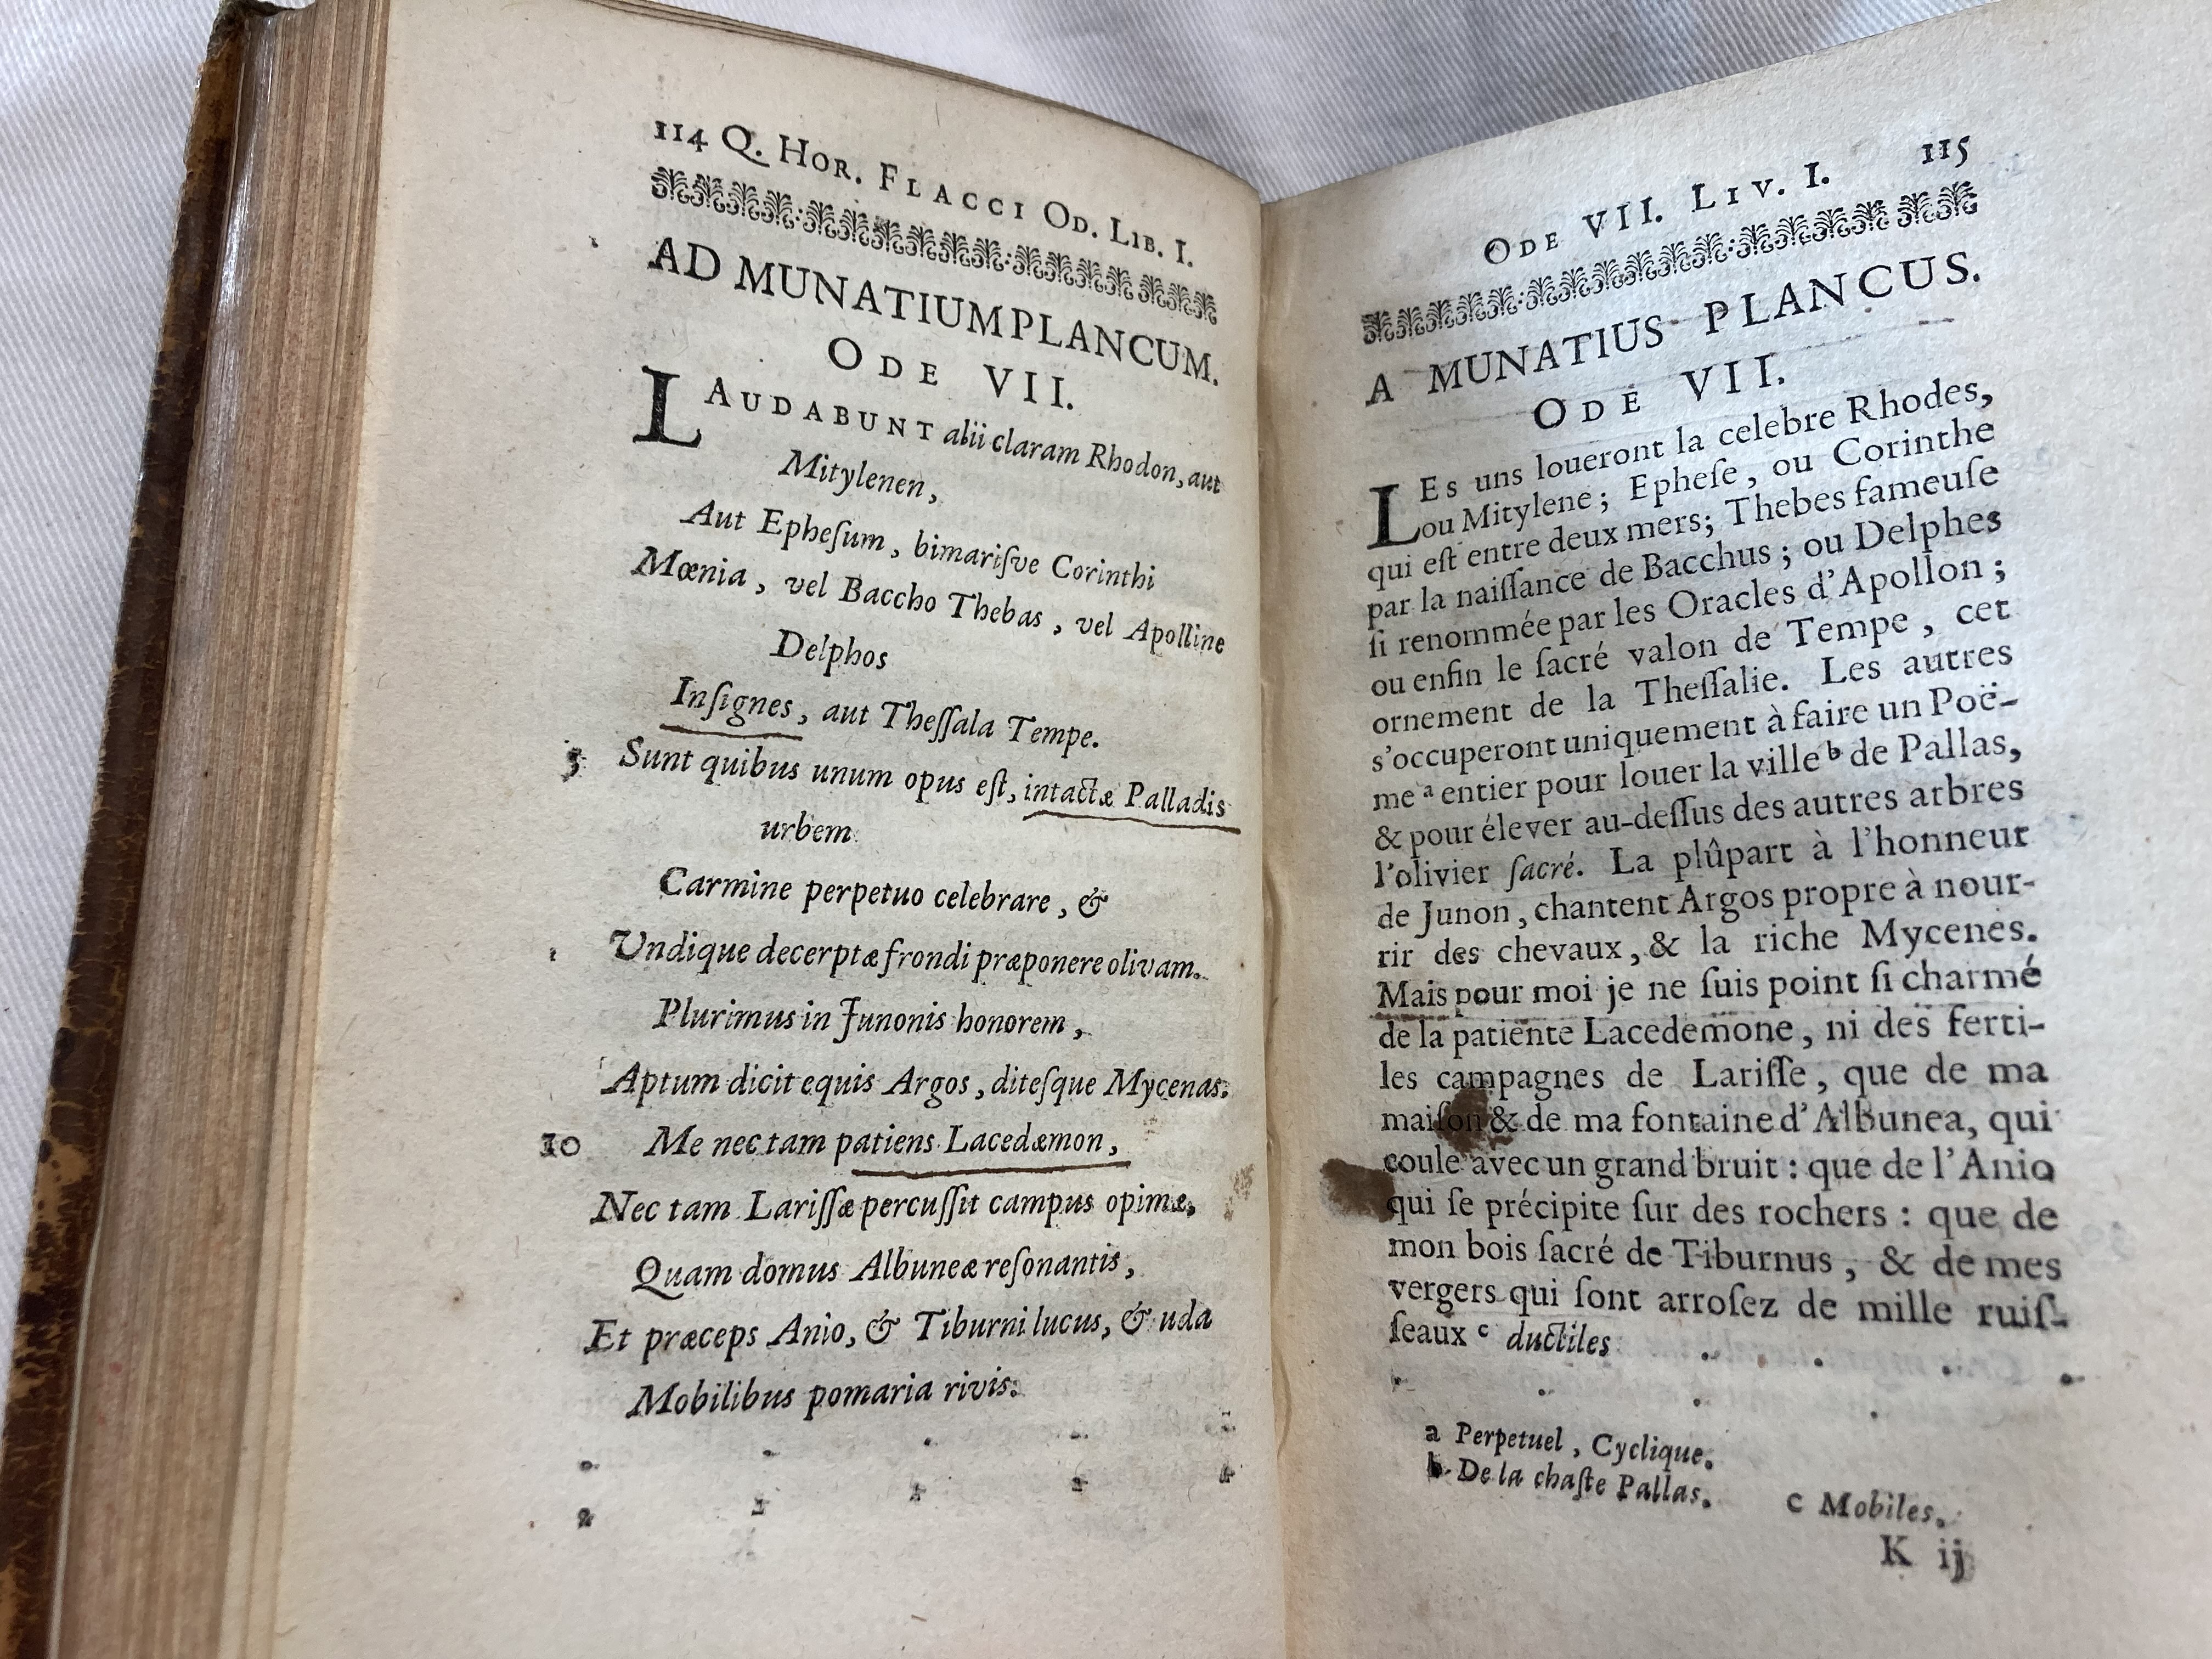 114 Q. HOR. FLACCI OD. LIB. I.
AD MUNATIUM PLANCUM.
ODE VII.
LAUDABUNT alii claram Rhodon, aut
Mitylenen,
Aut Epheſum, bimariſve Corinthi
Mœnia, vel Baccho Thebas, vel Apolline
Delphos
Inſignes, aut Theſſala Tempe.
5 Sunt quibus unum opus eſt, intactæ Palladis
urbem
Carmine perpetuo celebrare, &
Undique decerptæ frondi præponere olivam.
Plurimus in Junonis honorem,
Aptum dicit equis Argos, diteſque Mycenas.
10 Me nec tam patiens Lacedæmon,
Nec tam Lariſſæ percuſſit campus opimæ,
Quam domus Albuneæ reſonantis,
Et præceps Anio, & Tiburni lucus, & uda
Mobilibus pomaria rivis.
ODE VII. LIV. I. 115
A MUNATIUS PLANCUS.
ODE VII.
LES uns loueront la celebre Rhodes,
ou Mitylene; Epheſe, ou Corinthe
qui eſt entre deux mers; Thebes fameuſe
par la naiſſance de Bacchus; ou Delphes
ſi renommée par les Oracles d'Apollon;
ou enfin le ſacré valon de Tempe, cet
ornement de la Theſſalie. Les autres
s'occuperont uniquement à faire un Poë-
me a entier pour louer la ville b de Pallas,
& pour élever au-deſſus des autres arbres
l'olivier ſacré. La plûpart à l'honneur
de Junon, chantent Argos propre à nour-
rir des chevaux, & la riche Mycenes.
Mais pour moi je ne ſuis point ſi charmé
de la patiente Lacedemone, ni des ferti-
les campagnes de Lariſſe, que de ma
maiſon & de ma fontaine d'Albunea, qui
coule avec un grand bruit : que de l'Anio
qui ſe précipite ſur des rochers : que de
mon bois ſacré de Tiburnus, & de mes
vergers qui ſont arroſez de mille ruiſ-
ſeaux c ductiles
a Perpetuel, Cyclique.
b De la chaſte Pallas.
c Mobiles.
K ij